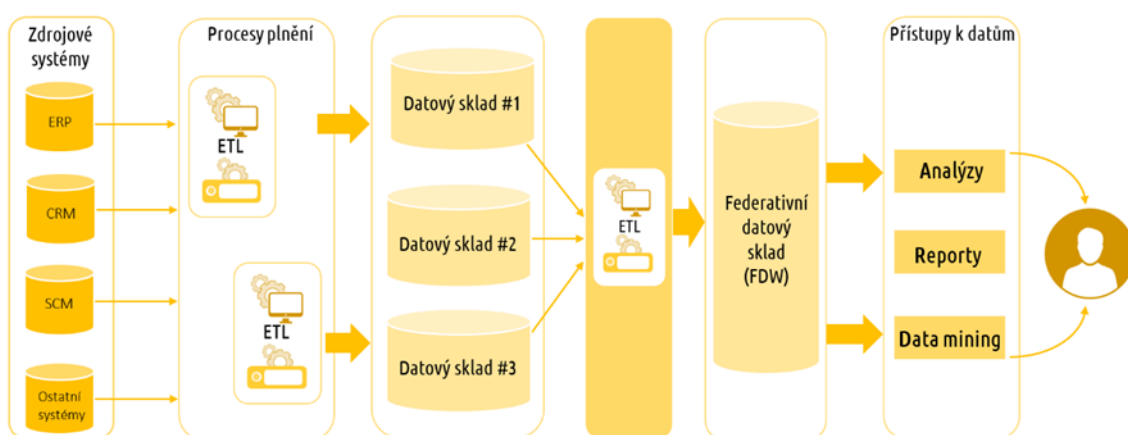 Zdrojové
systémy
ERP
CRM
SCM
Ostatní
systémy
Procesy plnění
ETL
ETL
Datový sklad #1
Datový sklad #2
Datový sklad #3
ETL
Federativní
datový
sklad
(FDW)
Přístupy k datům
Analýzy
Reporty
Data mining